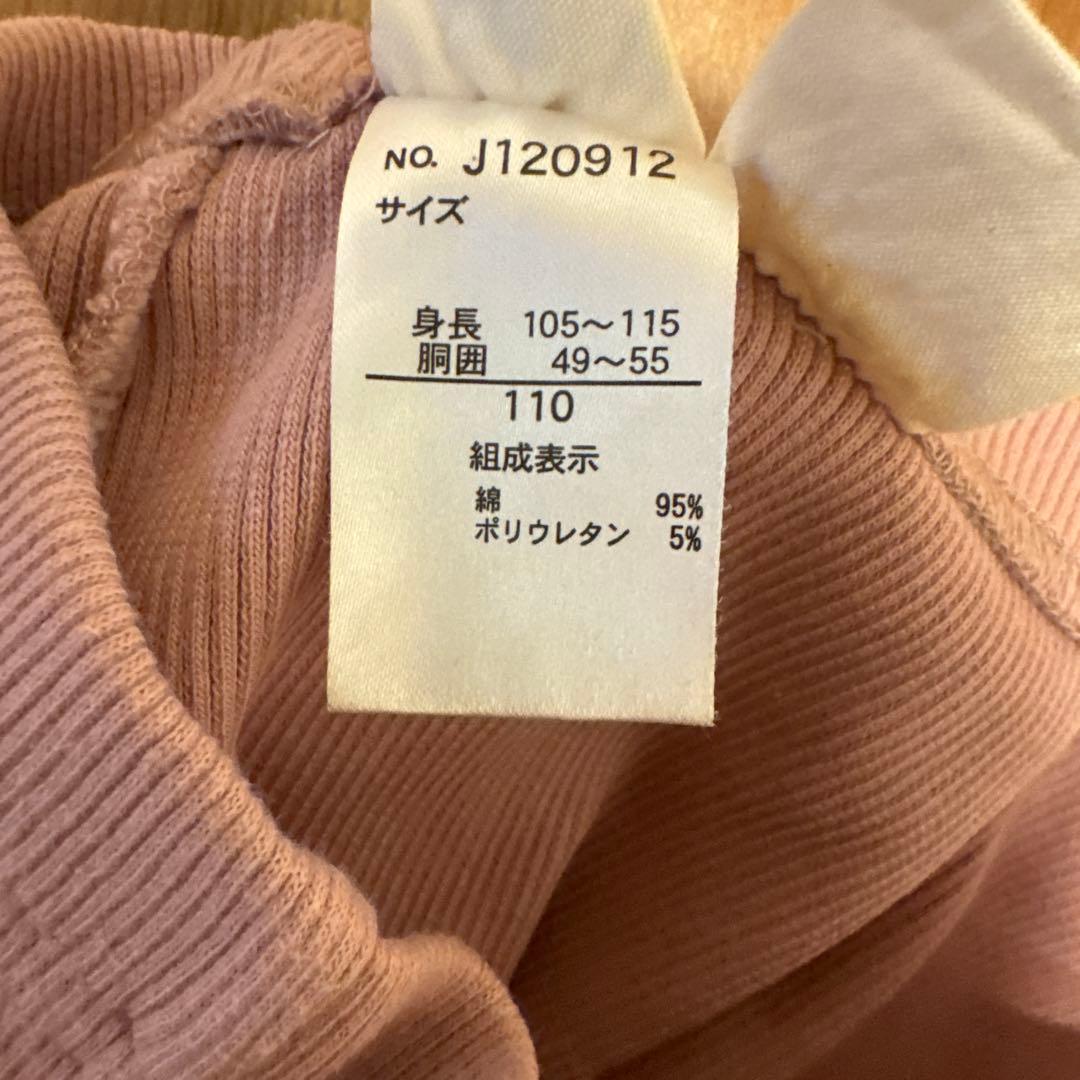 NO. J120912
サイズ
身長 105～115
胴囲 49～55
110
組成表示
綿 95%
ポリウレタン 5%